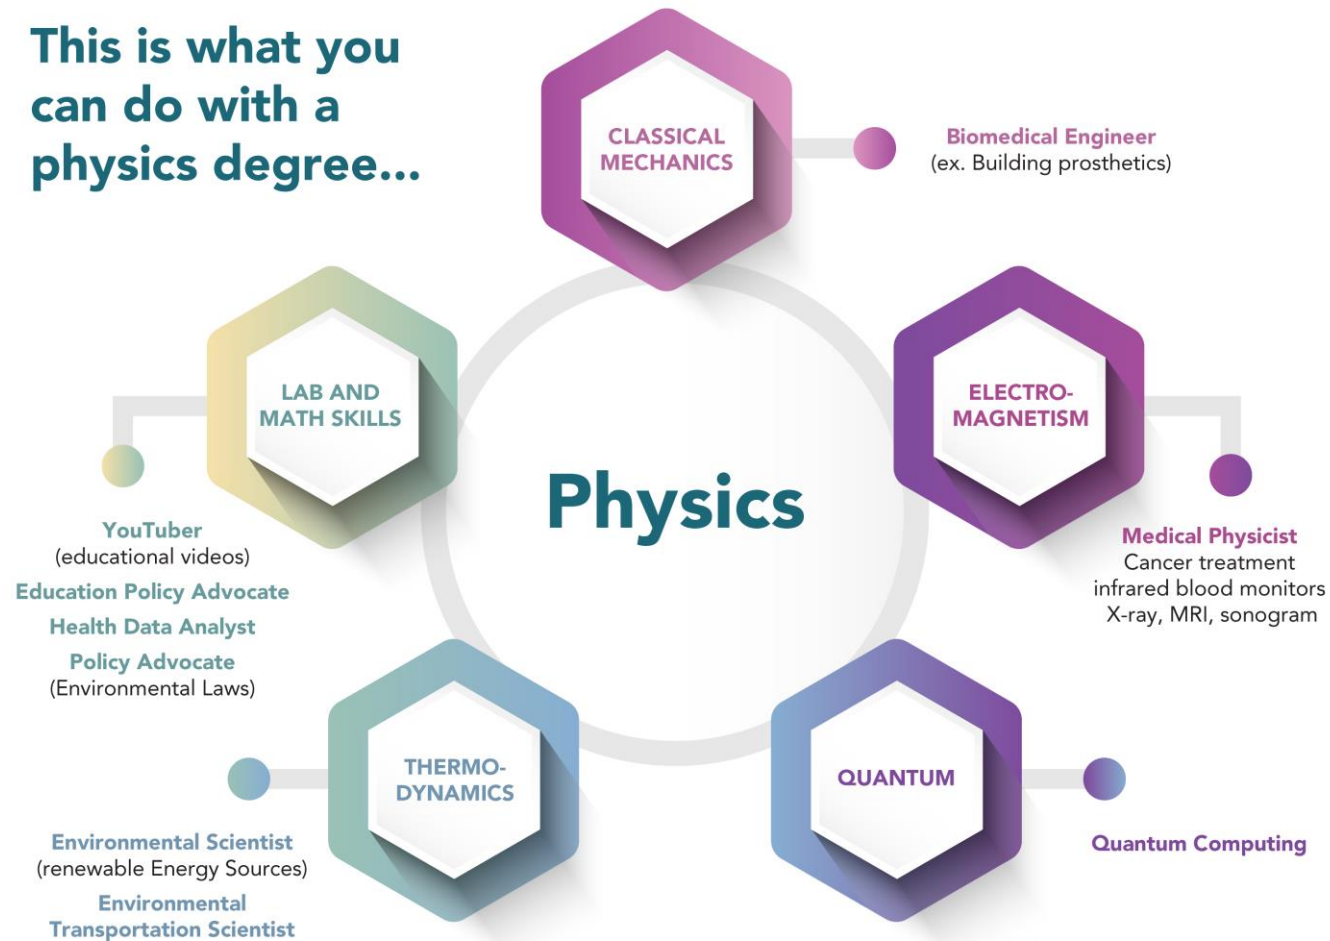 This is what you
can do with a
physics degree...
CLASSICAL
MECHANICS
Biomedical Engineer
(ex. Building prosthetics)
LAB AND
MATH SKILLS
ELECTRO-
MAGNETISM
Physics
YouTuber
(educational videos)
Education Policy Advocate
Health Data Analyst
Policy Advocate
(Environmental Laws)
Medical Physicist
Cancer treatment
infrared blood monitors
X-ray, MRI, sonogram
THERMO-
DYNAMICS
QUANTUM
Environmental Scientist
(renewable Energy Sources)
Environmental
Transportation Scientist
Quantum Computing